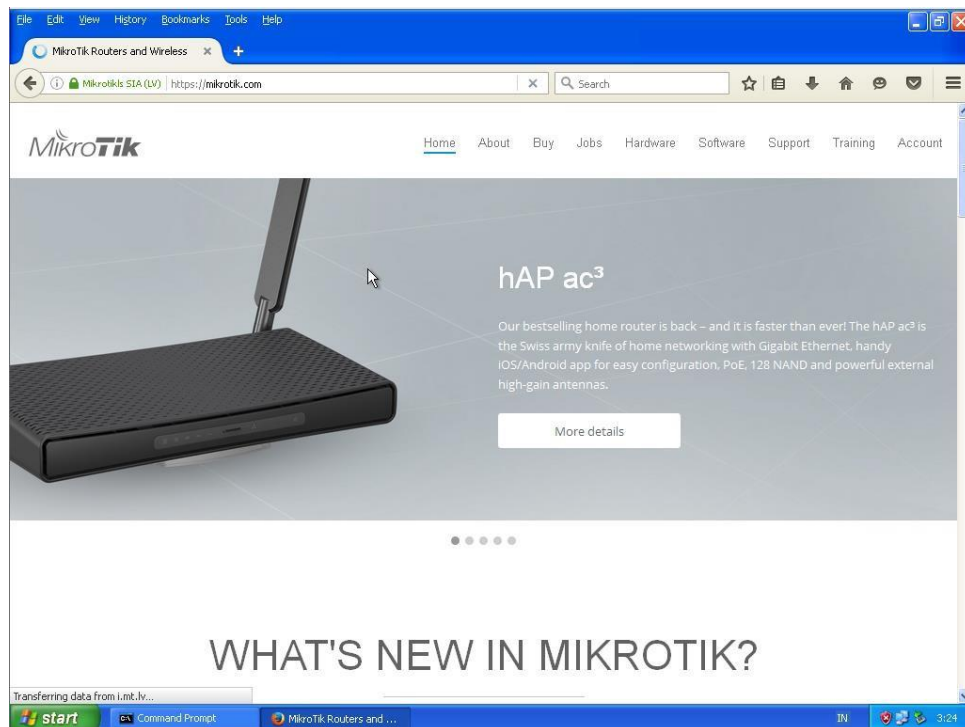 File Edit View History Bookmarks Tools Help
MikroTik Routers and Wireless × +
Mikrotikls SIA (LV) https://mikrotik.com Search
MikroTik Home About Buy Jobs Hardware Software Support Training Account
hAP ac³
Our bestselling home router is back – and it is faster than ever! The hAP ac³ is
the Swiss army knife of home networking with Gigabit Ethernet, handy
iOS/Android app for easy configuration, PoE, 128 NAND and powerful external
high-gain antennas.
More details
WHAT'S NEW IN MIKROTIK?
Transferring data from i.mt.lv...
start Command Prompt MikroTik Routers and ... IN 3:24